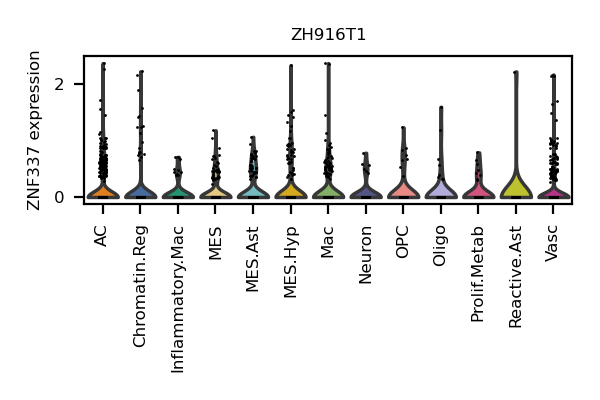 ZH916T1
ZNF337 expression
2
0
AC
Chromatin.Reg
Inflammatory.Mac
MES
MES.Ast
MES.Hyp
Mac
Neuron
OPC
Oligo
Prolif.Metab
Reactive.Ast
Vasc